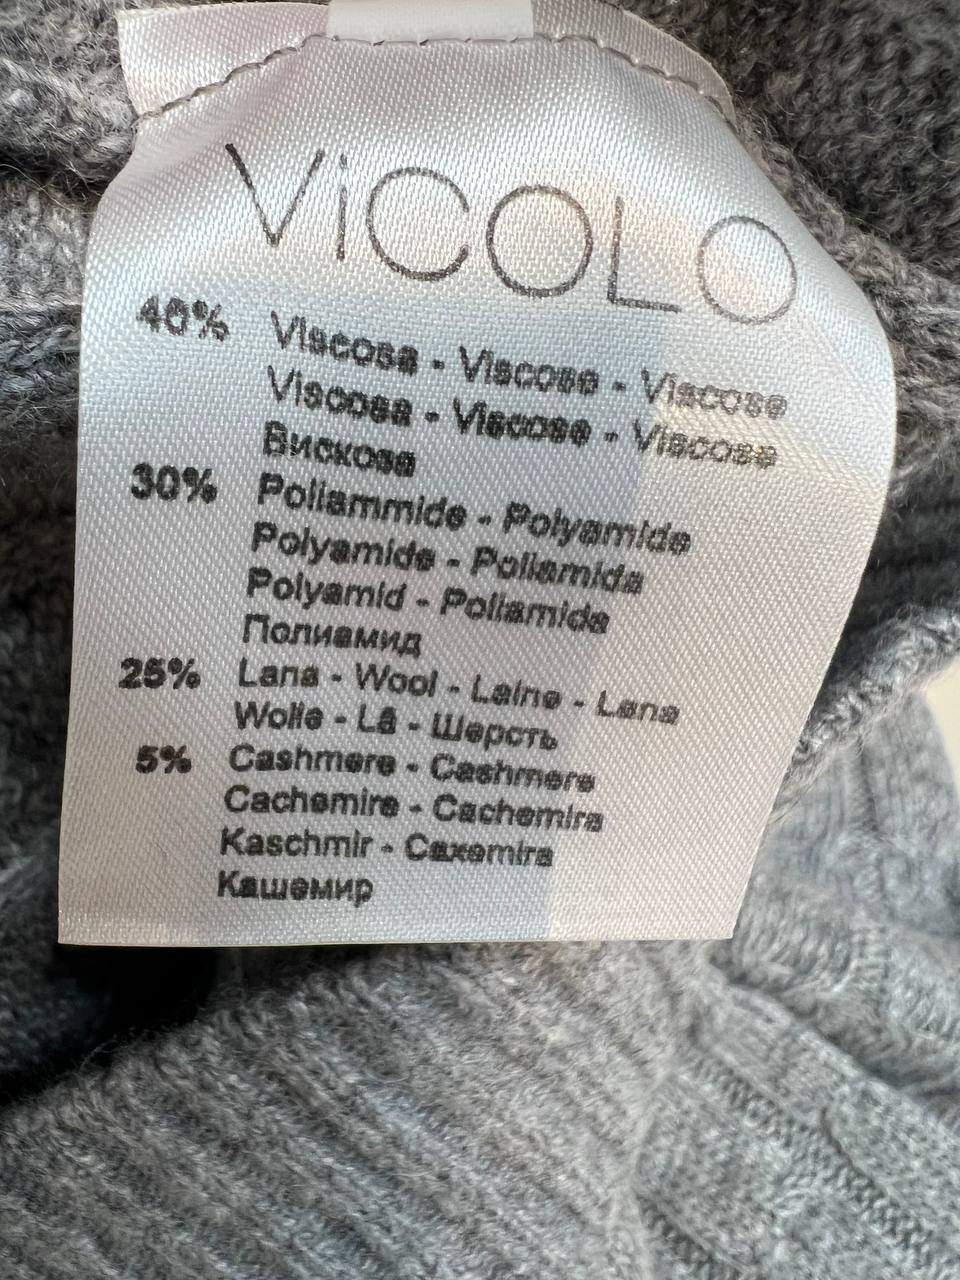 ViCOLO
40% Viscosa - Viscose - Viscose
Viscosa - Viscose - Viscose
Вискоза
30% Poliammide - Polyamide
Polyamide - Poliamida
Polyamid - Poliamida
Полиамид
25% Lana - Wool - Laine - Lana
Wolle - Lã - Шерсть
5% Cashmere - Cashmere
Cachemire - Cachemira
Kaschmir - Caxemira
Кашемир